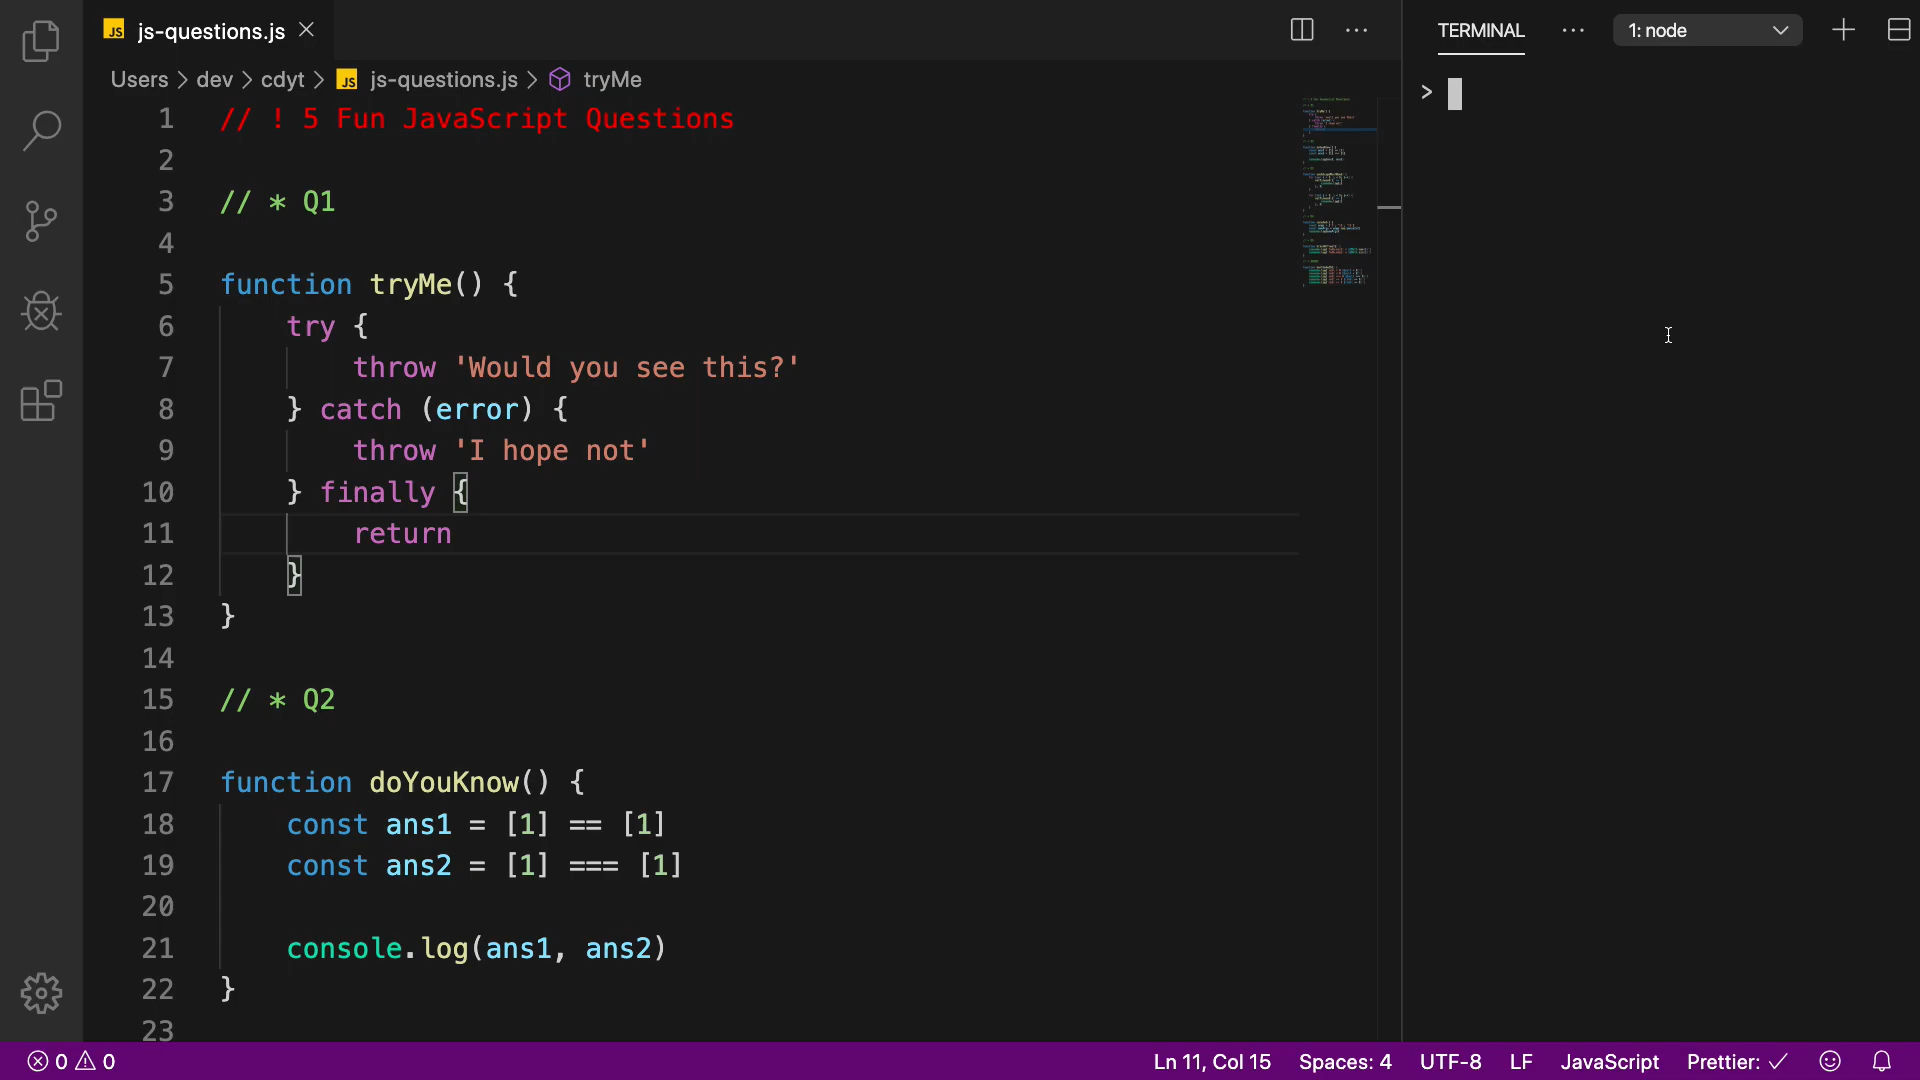 JS js-questions.js
TERMINAL
1: node
Users > dev > cdyt > JS js-questions.js > tryMe
>
1 // ! 5 Fun JavaScript Questions
2
3 // * Q1
4
5 function tryMe() {
6 try {
7 throw 'Would you see this?'
8 } catch (error) {
9 throw 'I hope not'
10 } finally {
11 return
12 }
13 }
14
15 // * Q2
16
17 function doYouKnow() {
18 const ans1 = [1] == [1]
19 const ans2 = [1] === [1]
20
21 console.log(ans1, ans2)
22 }
23
0 0
Ln 11, Col 15
Spaces: 4
UTF-8
LF
JavaScript
Prettier: ✓